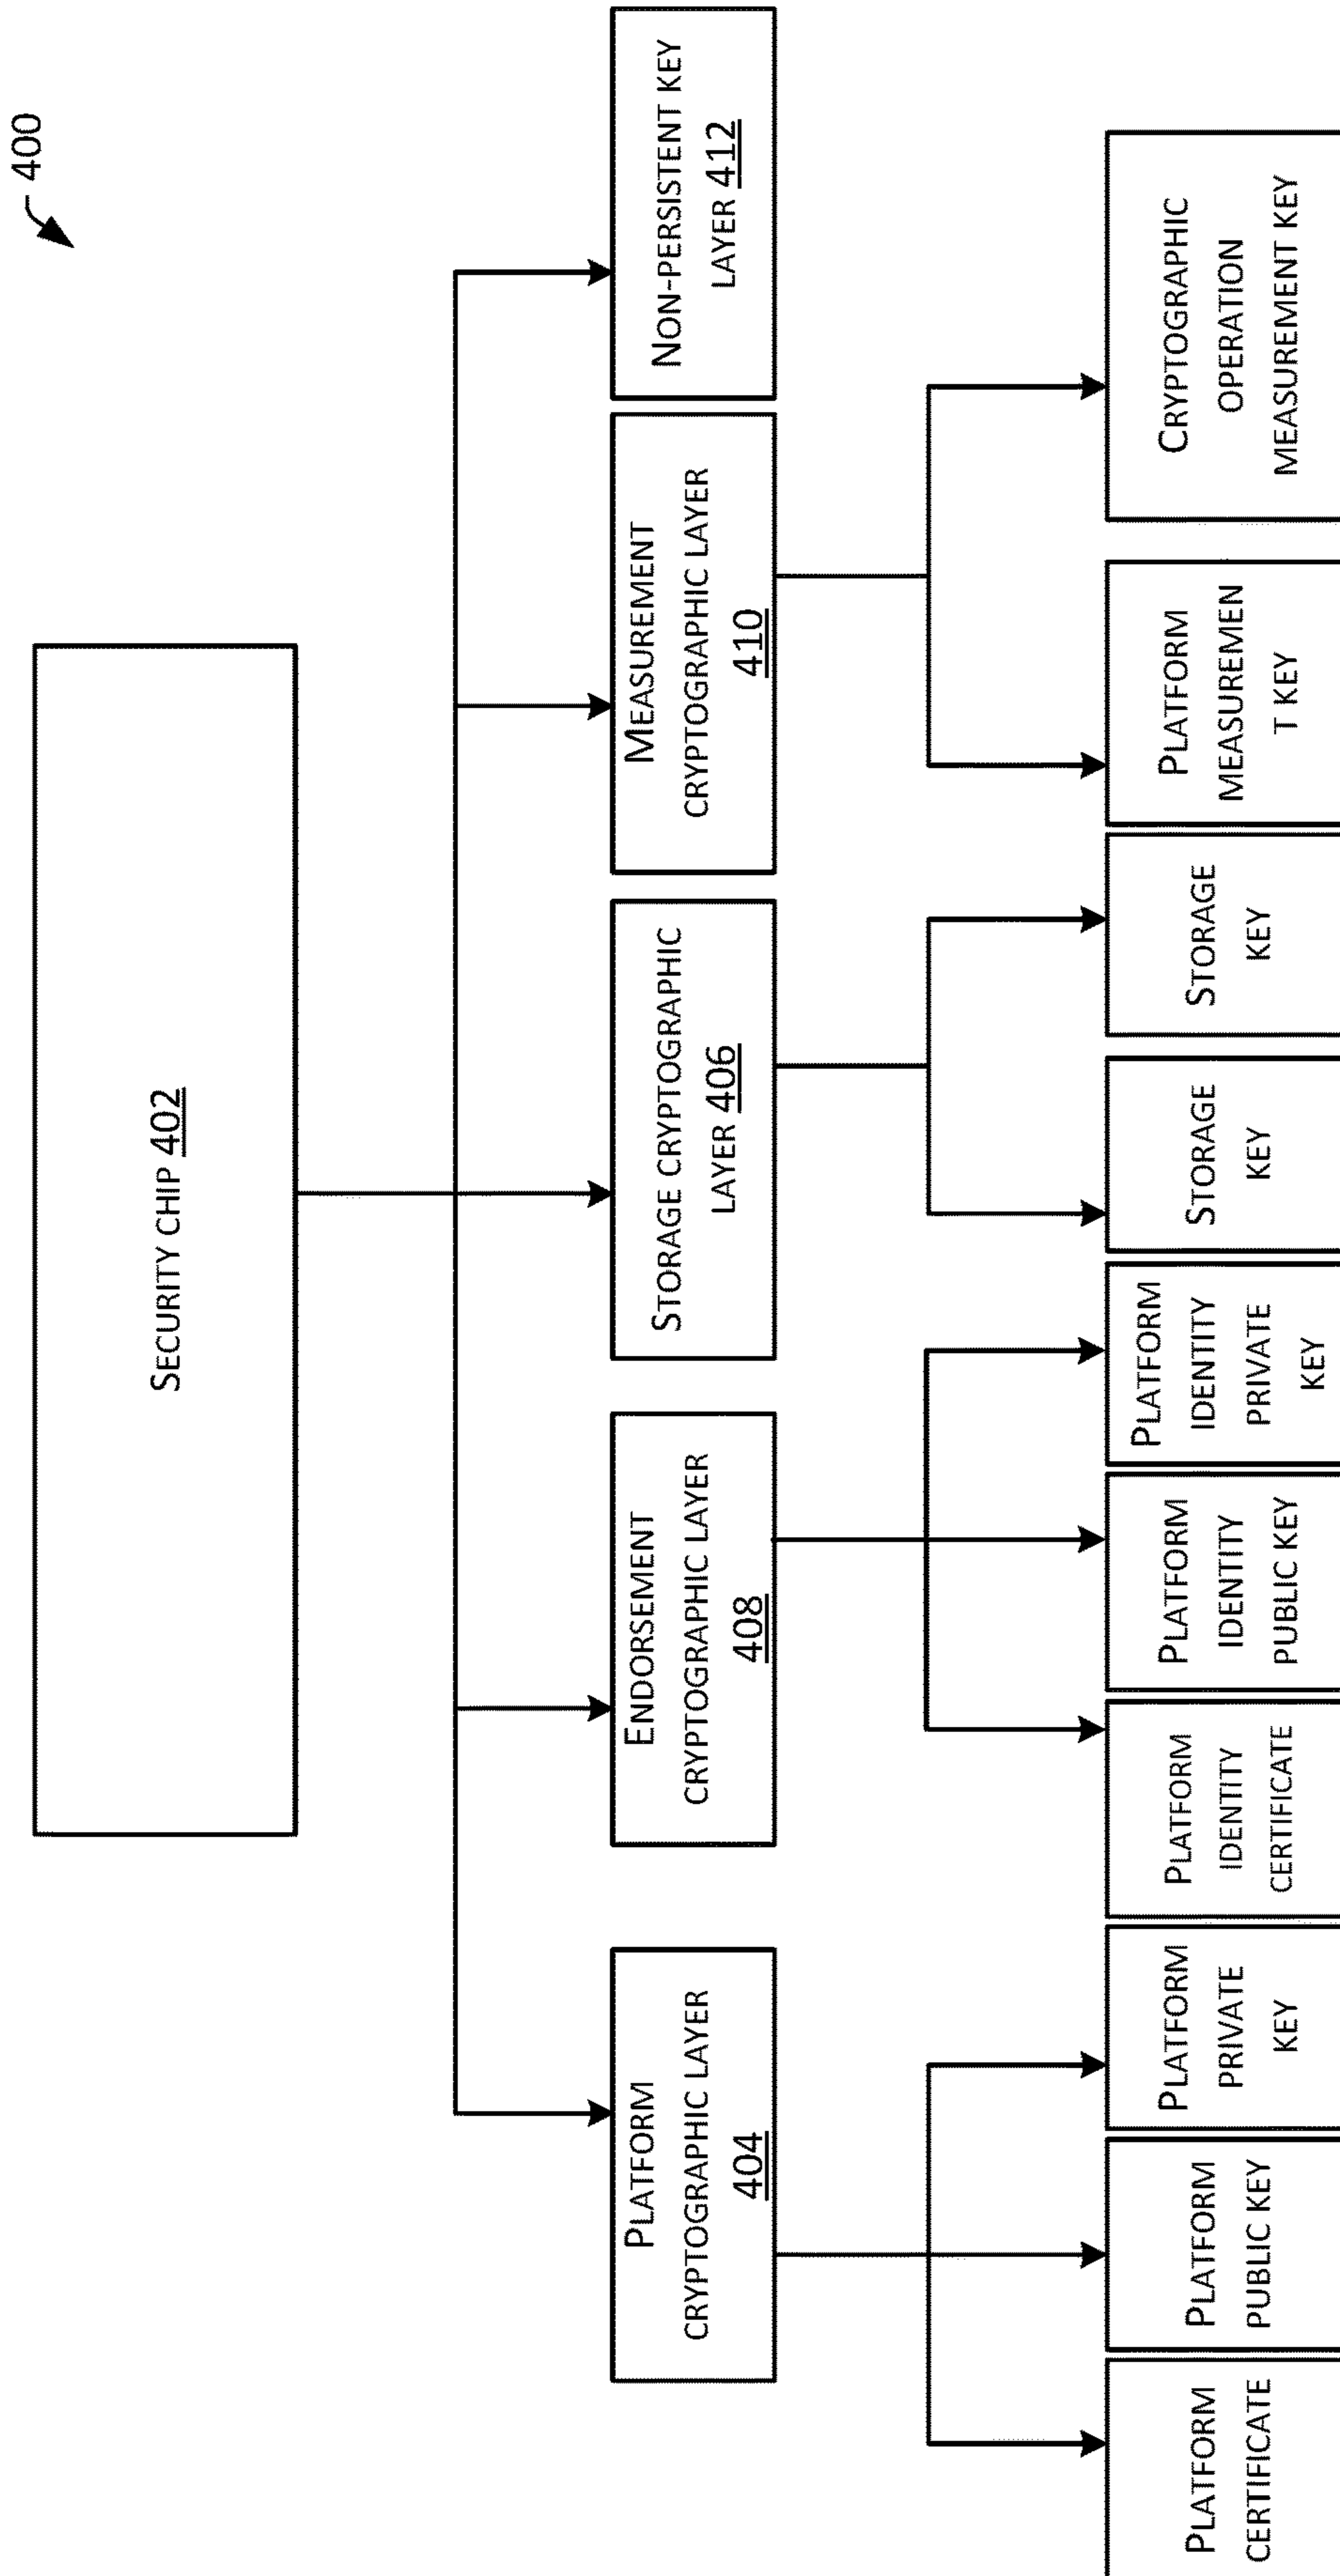 400
SECURITY CHIP 402
PLATFORM
CRYPTOGRAPHIC LAYER
404
ENDORSEMENT
CRYPTOGRAPHIC LAYER
408
STORAGE CRYPTOGRAPHIC
LAYER 406
MEASUREMENT
CRYPTOGRAPHIC LAYER
410
NON-PERSISTENT KEY
LAYER 412
PLATFORM
CERTIFICATE
PLATFORM
PUBLIC KEY
PLATFORM
PRIVATE
KEY
PLATFORM
IDENTITY
CERTIFICATE
PLATFORM
IDENTITY
PUBLIC KEY
PLATFORM
IDENTITY
PRIVATE
KEY
STORAGE
KEY
STORAGE
KEY
PLATFORM
MEASUREMEN
T KEY
CRYPTOGRAPHIC
OPERATION
MEASUREMENT KEY